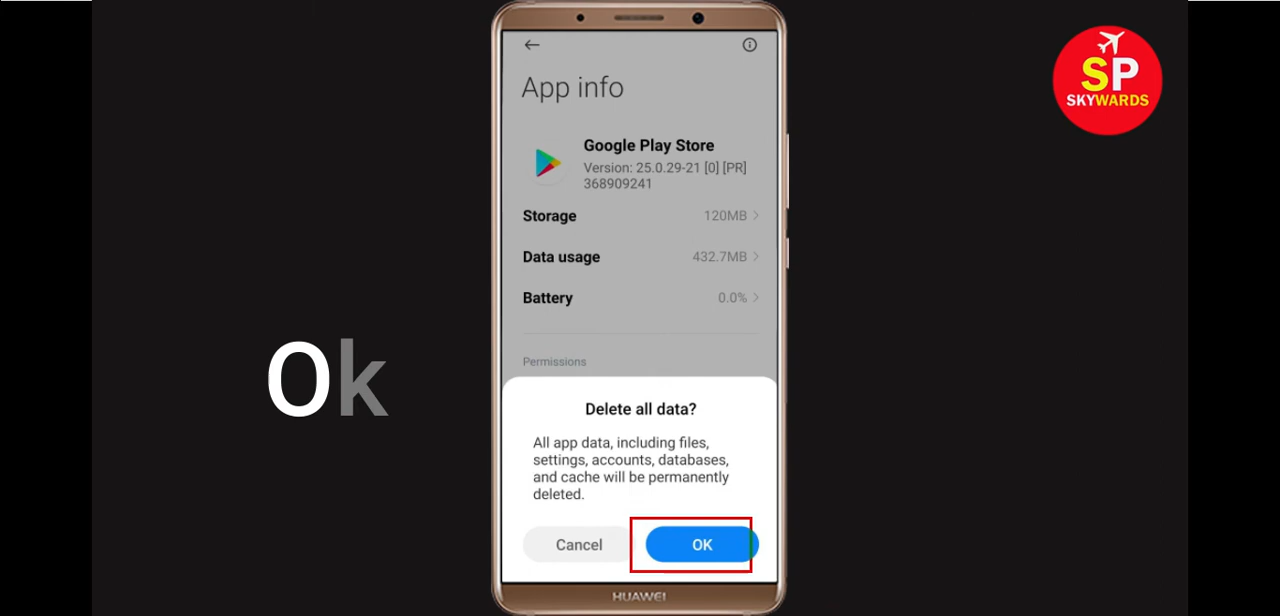 SP
SKYWARDS
App info
Google Play Store
Version: 25.0.29-21 [0] [PR]
368909241
Storage 120MB
Data usage 432.7MB
Battery 0.0%
Permissions
Ok
Delete all data?
All app data, including files,
settings, accounts, databases,
and cache will be permanently
deleted.
Cancel OK
HUAWEI